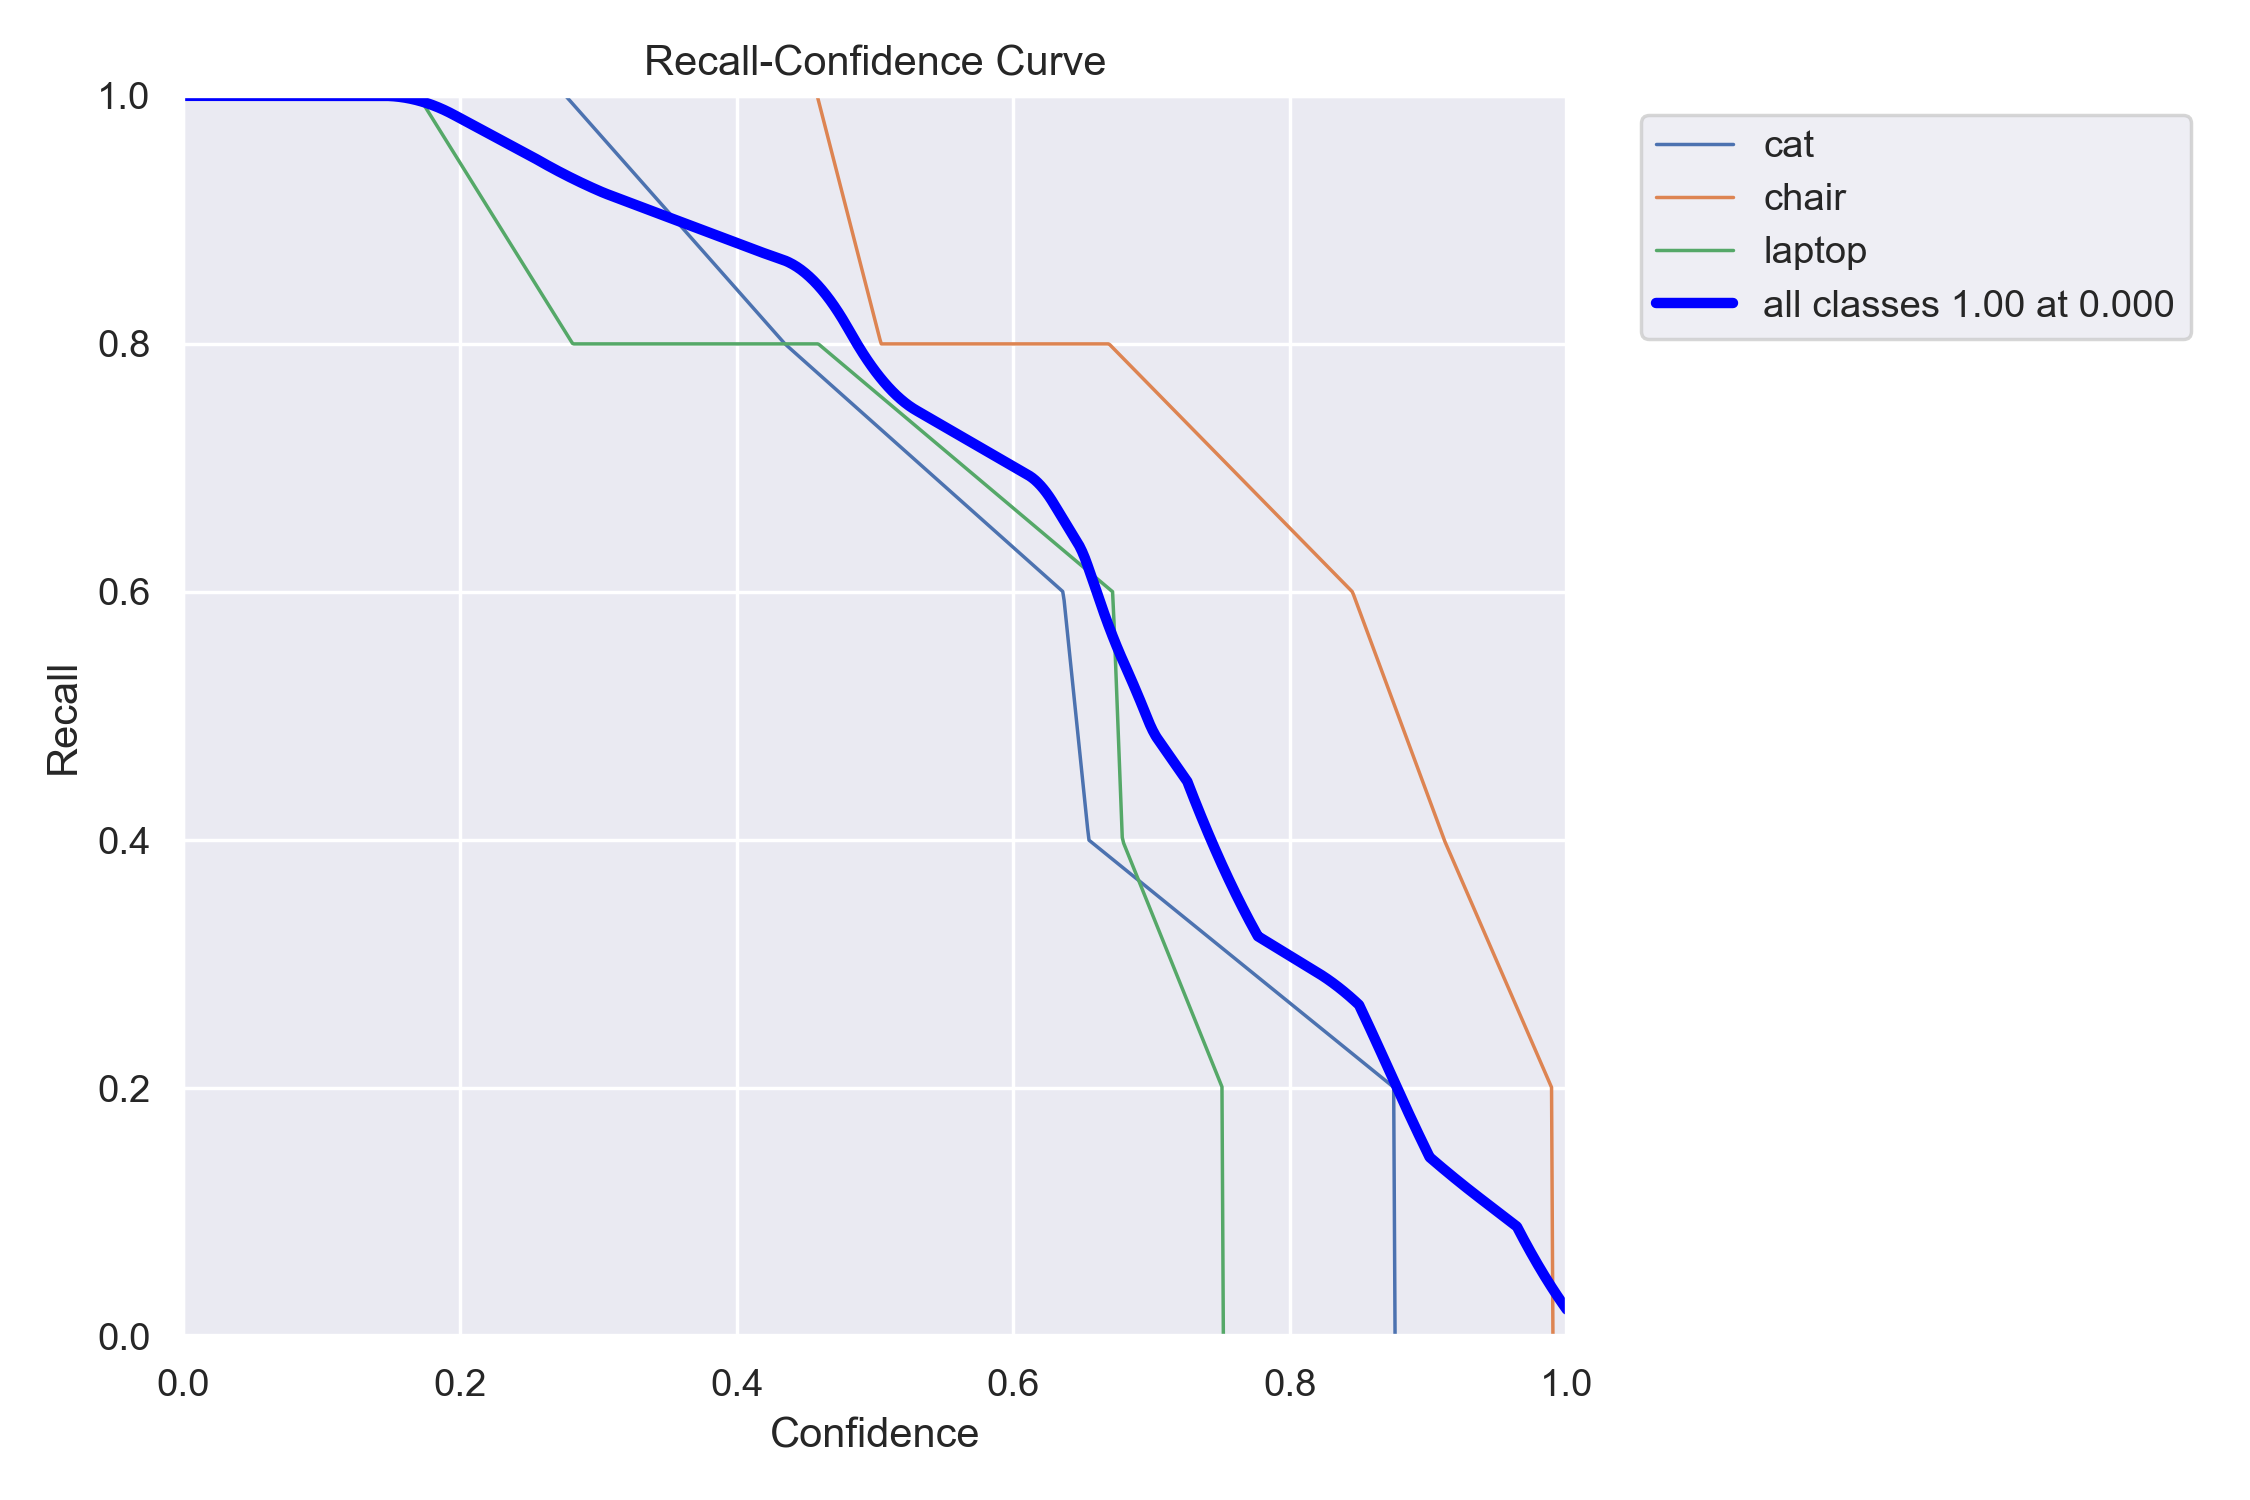 Recall-Confidence Curve
1.0
0.8
0.6
0.4
0.2
0.0
Recall
0.0 0.2 0.4 0.6 0.8 1.0
Confidence
cat
chair
laptop
all classes 1.00 at 0.000